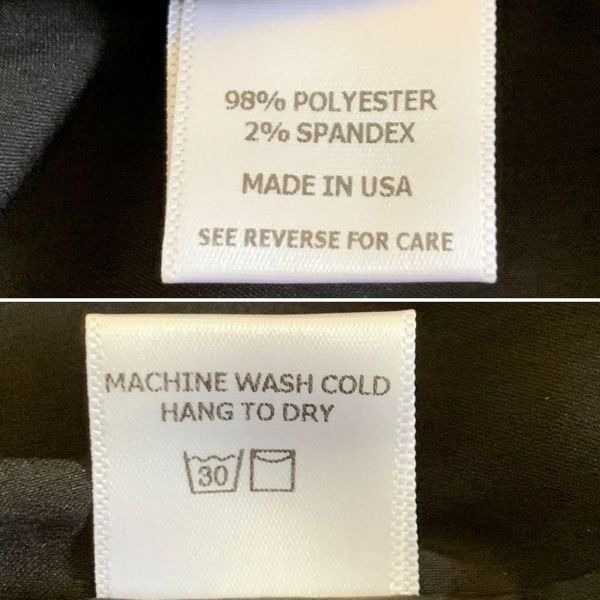 98% POLYESTER
2% SPANDEX
MADE IN USA
SEE REVERSE FOR CARE
MACHINE WASH COLD
HANG TO DRY
30